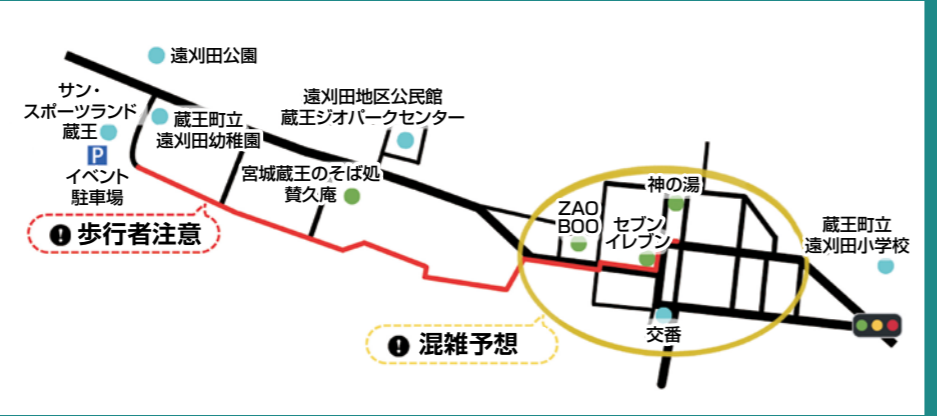 遠刈田公園
サン・
スポーツランド
蔵王
P
イベント
駐車場
蔵王町立
遠刈田幼稚園
遠刈田地区公民館
蔵王ジオパークセンター
宮城蔵王のそば処
賛久庵
! 歩行者注意
神の湯
ZAO
BOO
セブン
イレブン
蔵王町立
遠刈田小学校
交番
! 混雑予想